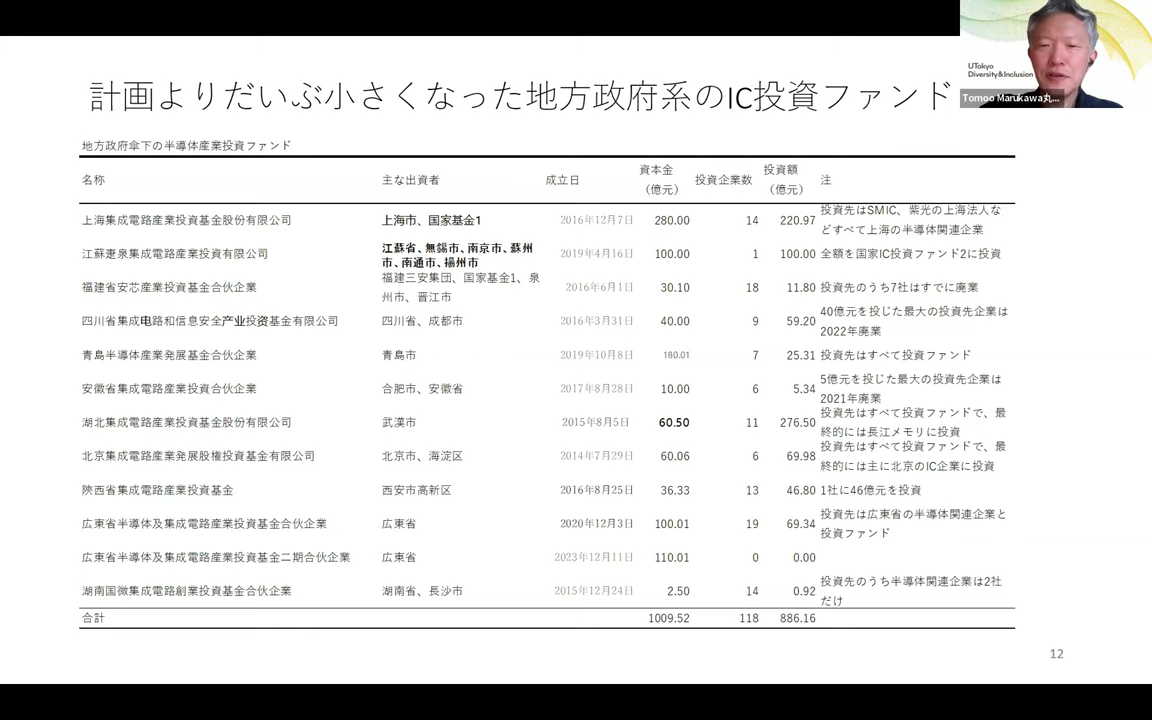 UTokyo
Diversity&Inclusion
Tomoo Marukawa丸...
計画よりだいぶ小さくなった地方政府系のIC投資ファンド
地方政府傘下の半導体産業投資ファンド
名称 主な出資者 成立日 資本金（億元） 投資企業数 投資額（億元） 注
上海集成電路産業投資基金股份有限公司 上海市、国家基金1 2016年12月7日 280.00 14 220.97 投資先はSMIC、紫光の上海法人な
どすべて上海の半導体関連企業
江蘇疌泉集成電路産業投資有限公司 江蘇省、無錫市、南京市、蘇州
市、南通市、揚州市 2019年4月16日 100.00 1 100.00 全額を国家IC投資ファンド2に投資
福建省安芯産業投資基金合伙企業 福建三安集団、国家基金1、泉
州市、晋江市 2016年6月1日 30.10 18 11.80 投資先のうち7社はすでに廃業
四川省集成电路和信息安全产业投资基金有限公司 四川省、成都市 2016年3月31日 40.00 9 59.20 40億元を投じた最大の投資先企業は
2022年廃業
青島半導体産業発展基金合伙企業 青島市 2019年10月8日 180.01 7 25.31 投資先はすべて投資ファンド
安徽省集成電路産業投資合伙企業 合肥市、安徽省 2017年8月28日 10.00 6 5.34 5億元を投じた最大の投資先企業は
2021年廃業
湖北集成電路産業投資基金股份有限公司 武漢市 2015年8月5日 60.50 11 276.50 投資先はすべて投資ファンドで、最
終的には長江メモリに投資
北京集成電路産業発展股権投資基金有限公司 北京市、海淀区 2014年7月29日 60.06 6 69.98 投資先はすべて投資ファンドで、最
終的には主に北京のIC企業に投資
陝西省集成電路産業投資基金 西安市高新区 2016年8月25日 36.33 13 46.80 1社に46億元を投資
広東省半導体及集成電路産業投資基金合伙企業 広東省 2020年12月3日 100.01 19 69.34 投資先は広東省の半導体関連企業と
投資ファンド
広東省半導体及集成電路産業投資基金二期合伙企業 広東省 2023年12月11日 110.01 0 0.00
湖南国微集成電路創業投資基金合伙企業 湖南省、長沙市 2015年12月24日 2.50 14 0.92 投資先のうち半導体関連企業は2社
だけ
合計 1009.52 118 886.16
12